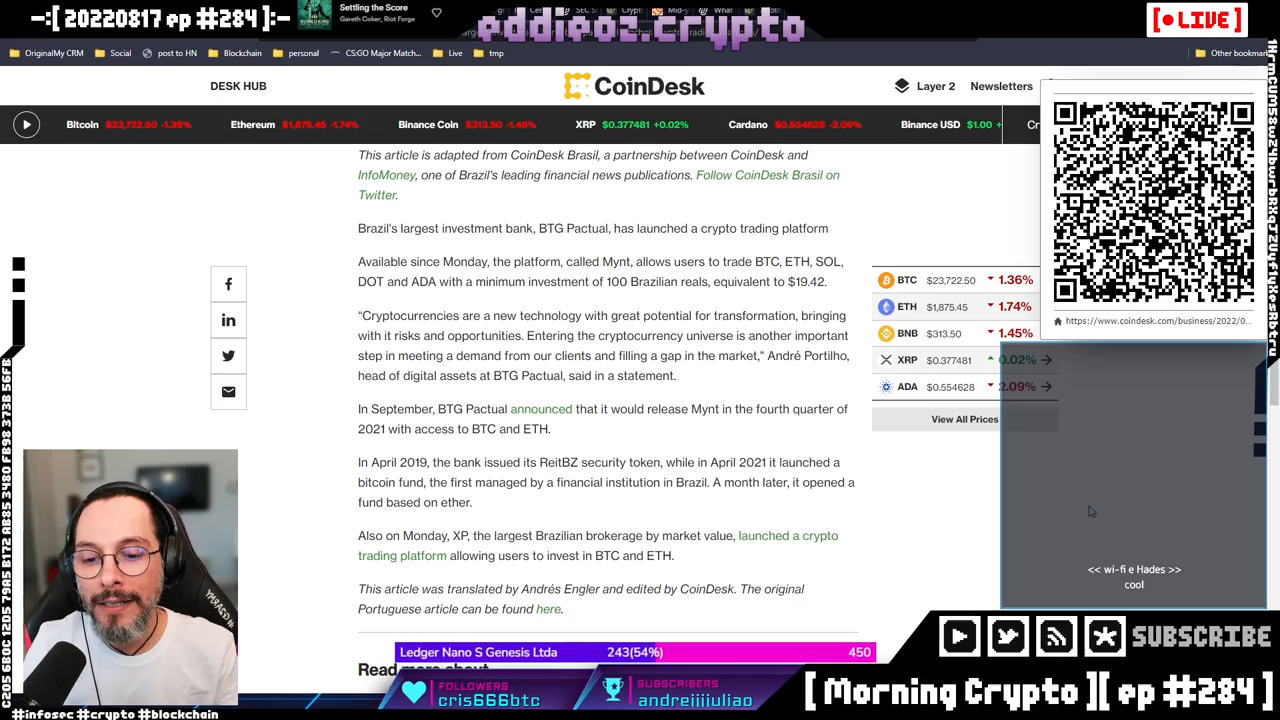 -:[ 20220817 ep #284 ]:-
Settling the Score
Gareth Coker, Riot Forge
eddieoz.crypto
[ ● LIVE ]
OriginalMy CRM
Social
post to HN
Blockchain
personal
CS:GO Major Match...
Live
tmp
Other bookmar
DESK HUB
CoinDesk
Layer 2
Newsletters
Bitcoin $23,722.50 -1.36%
Ethereum $1,875.45 -1.74%
Binance Coin $313.50 -1.45%
XRP $0.377481 +0.02%
Cardano $0.554628 -2.09%
Binance USD $1.00 +
Cr
This article is adapted from CoinDesk Brasil, a partnership between CoinDesk and
InfoMoney, one of Brazil's leading financial news publications. Follow CoinDesk Brasil on
Twitter.
Brazil's largest investment bank, BTG Pactual, has launched a crypto trading platform
Available since Monday, the platform, called Mynt, allows users to trade BTC, ETH, SOL,
DOT and ADA with a minimum investment of 100 Brazilian reals, equivalent to $19.42.
“Cryptocurrencies are a new technology with great potential for transformation, bringing
with it risks and opportunities. Entering the cryptocurrency universe is another important
step in meeting a demand from our clients and filling a gap in the market," André Portilho,
head of digital assets at BTG Pactual, said in a statement.
In September, BTG Pactual announced that it would release Mynt in the fourth quarter of
2021 with access to BTC and ETH.
In April 2019, the bank issued its ReitBZ security token, while in April 2021 it launched a
bitcoin fund, the first managed by a financial institution in Brazil. A month later, it opened a
fund based on ether.
Also on Monday, XP, the largest Brazilian brokerage by market value, launched a crypto
trading platform allowing users to invest in BTC and ETH.
This article was translated by Andrés Engler and edited by CoinDesk. The original
Portuguese article can be found here.
Read more about
BTC $23,722.50 1.36%
ETH $1,875.45 1.74%
BNB $313.50 1.45%
XRP $0.377481 0.02%
ADA $0.554628 2.09%
View All Prices
https://www.coindesk.com/business/2022/0...
<< wi-fi e Hades >>
cool
Ledger Nano S Genesis Ltda 243(54%) 450
FOLLOWERS
cris666btc
SUBSCRIBERS
andrejjjuliao
SUBSCRIBE
[ Morning Crypto ][ ep #284 ]
#infosec #crypto #blockchain